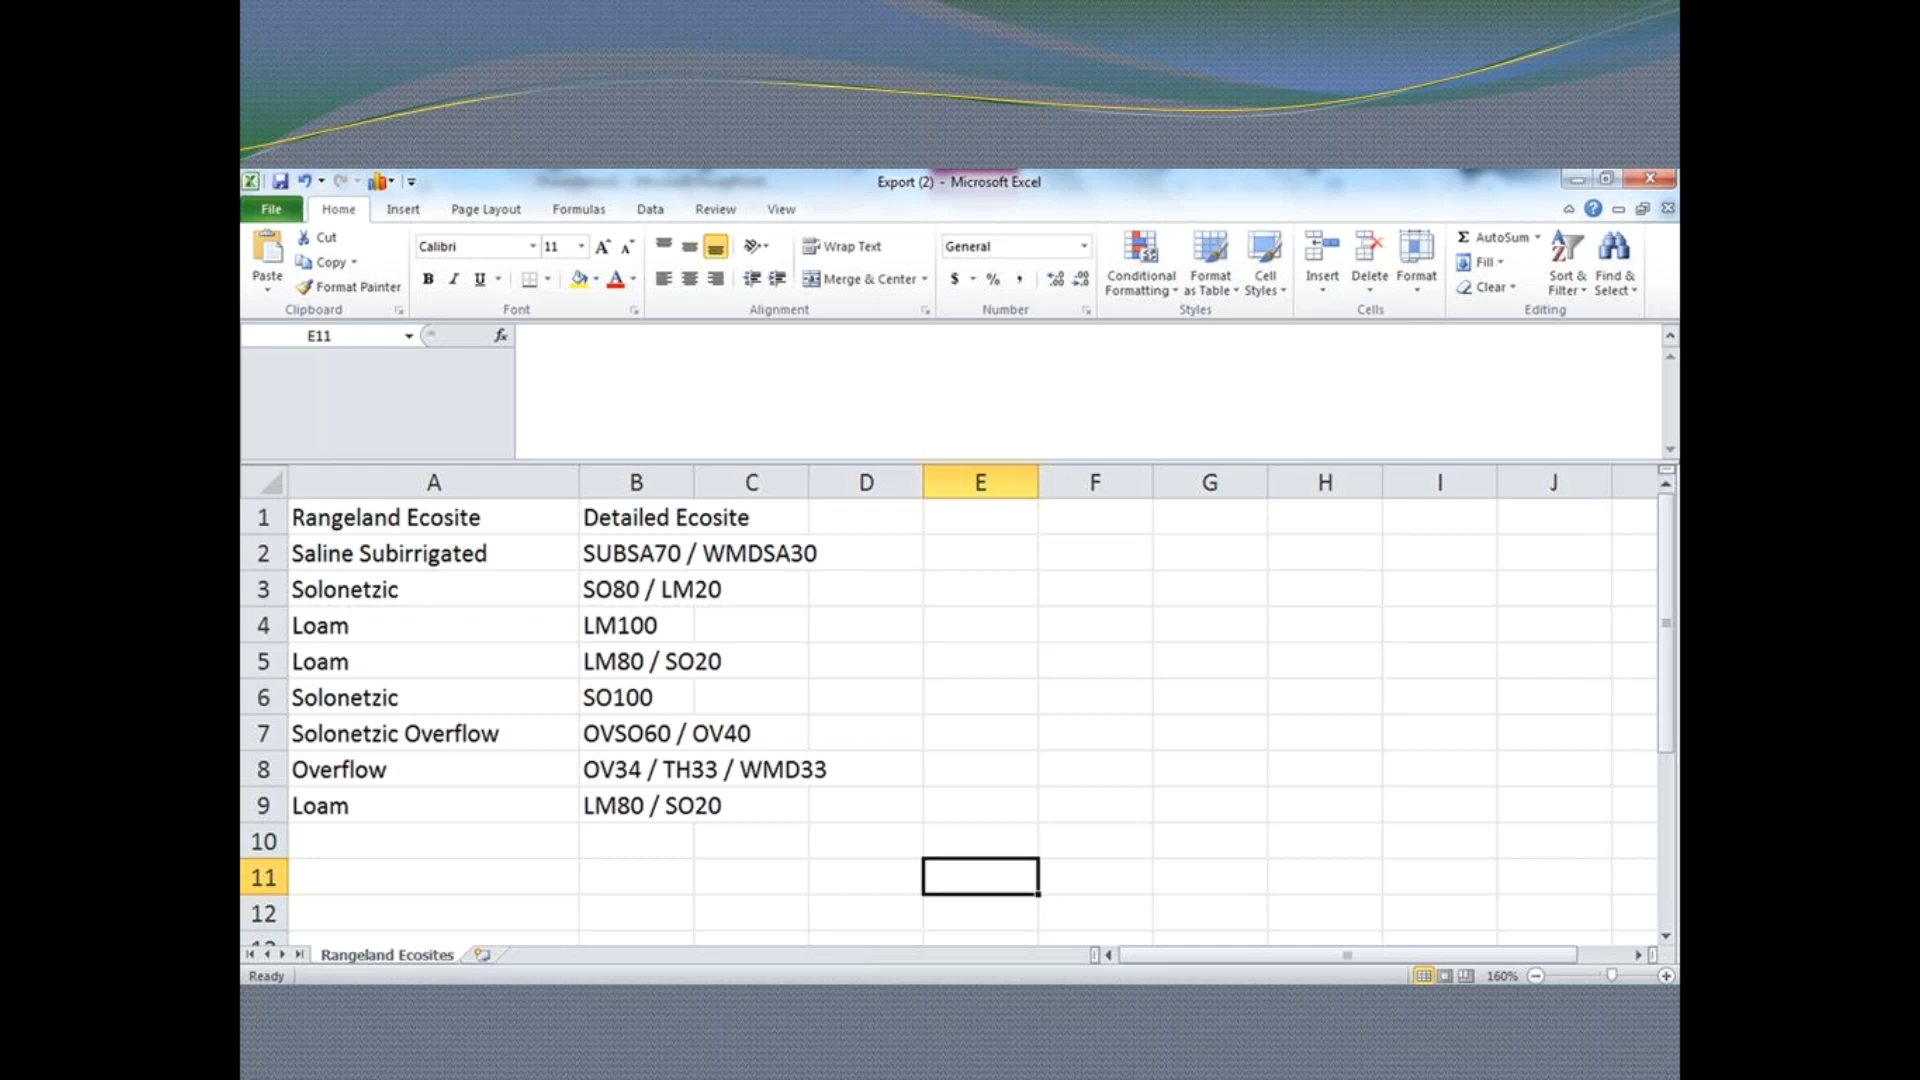 Export (2) - Microsoft Excel
File Home Insert Page Layout Formulas Data Review View
Paste
Cut
Copy
Format Painter
Clipboard
Calibri 11
B I U
A
Font
Wrap Text
Merge & Center
Alignment
General
$ % ,
Number
Conditional Formatting
Format as Table
Cell Styles
Styles
Insert Delete Format
Cells
Σ AutoSum
Fill
Clear
Sort & Filter
Find & Select
Editing
E11 fx
A B C D E F G H I J
1 Rangeland Ecosite Detailed Ecosite
2 Saline Subirrigated SUBSA70 / WMDSA30
3 Solonetzic SO80 / LM20
4 Loam LM100
5 Loam LM80 / SO20
6 Solonetzic SO100
7 Solonetzic Overflow OVSO60 / OV40
8 Overflow OV34 / TH33 / WMD33
9 Loam LM80 / SO20
10
11
12
Rangeland Ecosites
Ready 160%